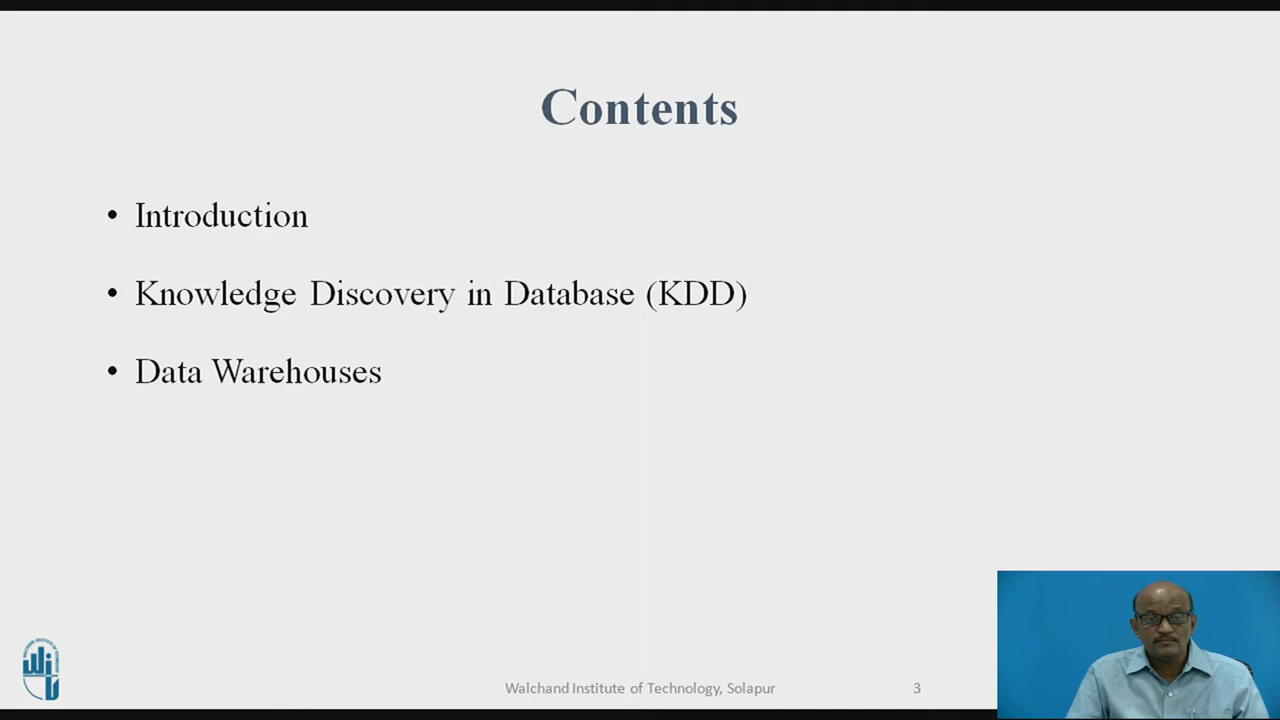 Contents
• Introduction
• Knowledge Discovery in Database (KDD)
• Data Warehouses
Walchand Institute of Technology, Solapur
3